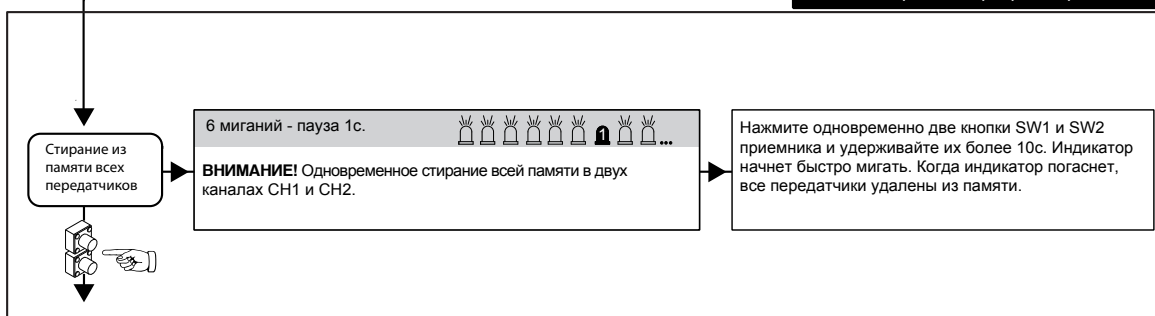 Стирание из
памяти всех
передатчиков
6 миганий - пауза 1с.
1
...
ВНИМАНИЕ! Одновременное стирание всей памяти в двух
каналах CH1 и CH2.
Нажмите одновременно две кнопки SW1 и SW2
приемника и удерживайте их более 10с. Индикатор
начнет быстро мигать. Когда индикатор погаснет,
все передатчики удалены из памяти.